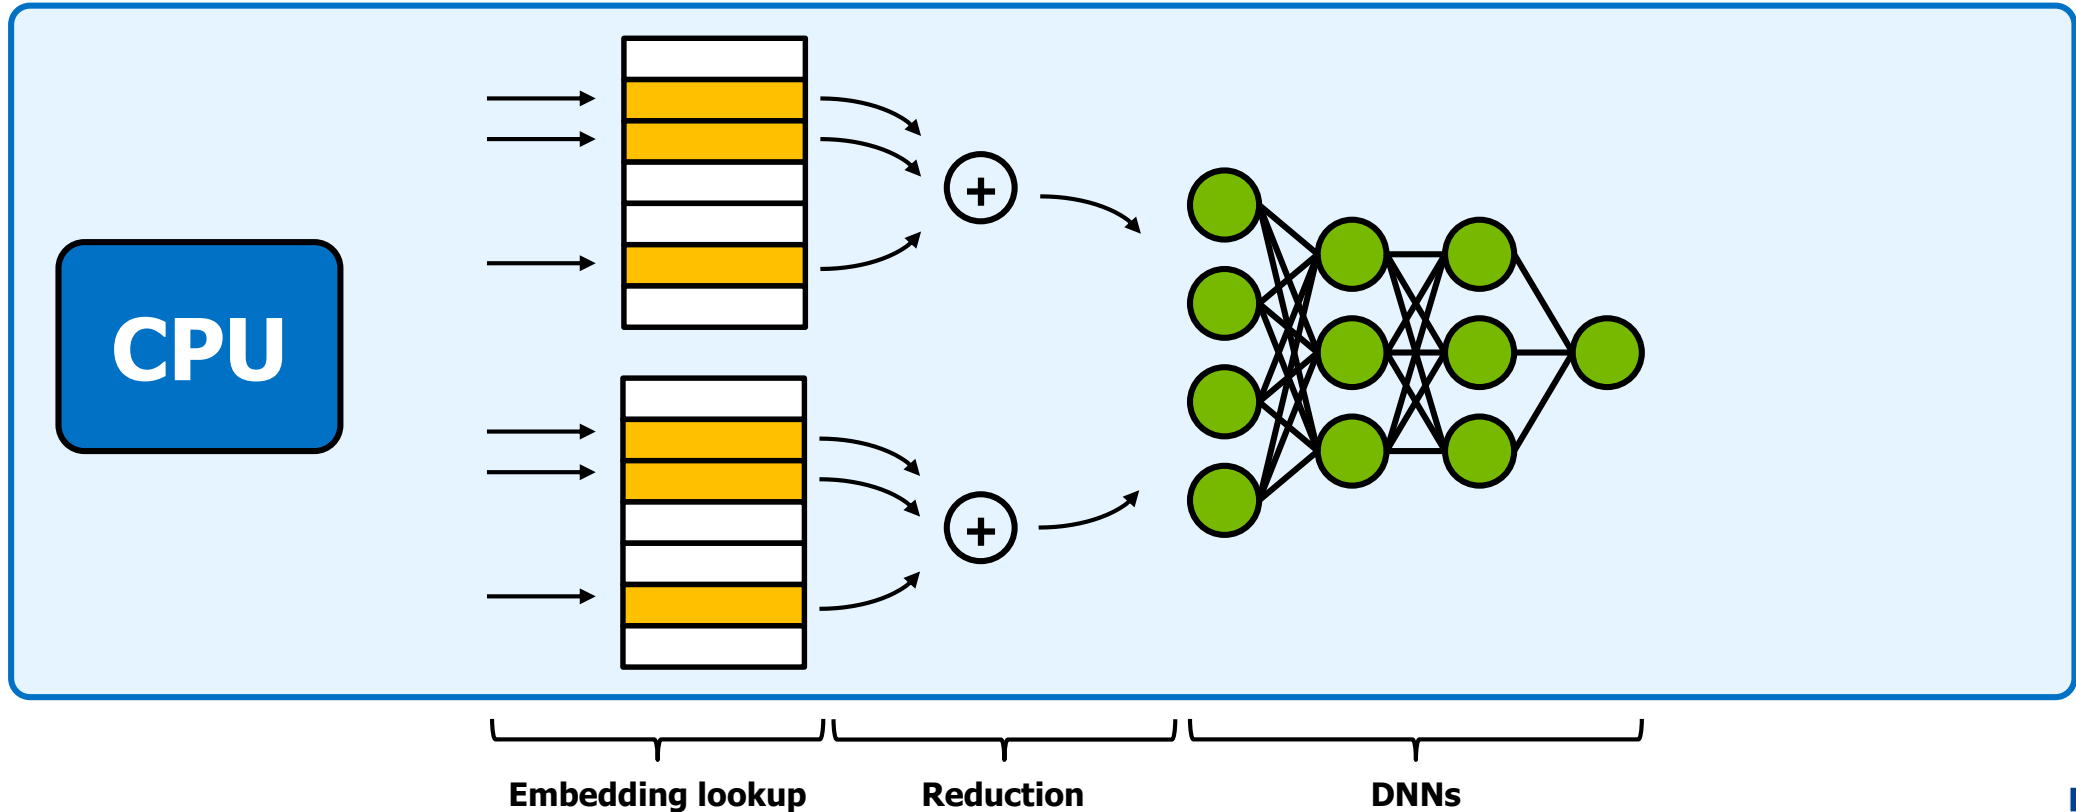 CPU
+
+
Embedding lookup
Reduction
DNNs